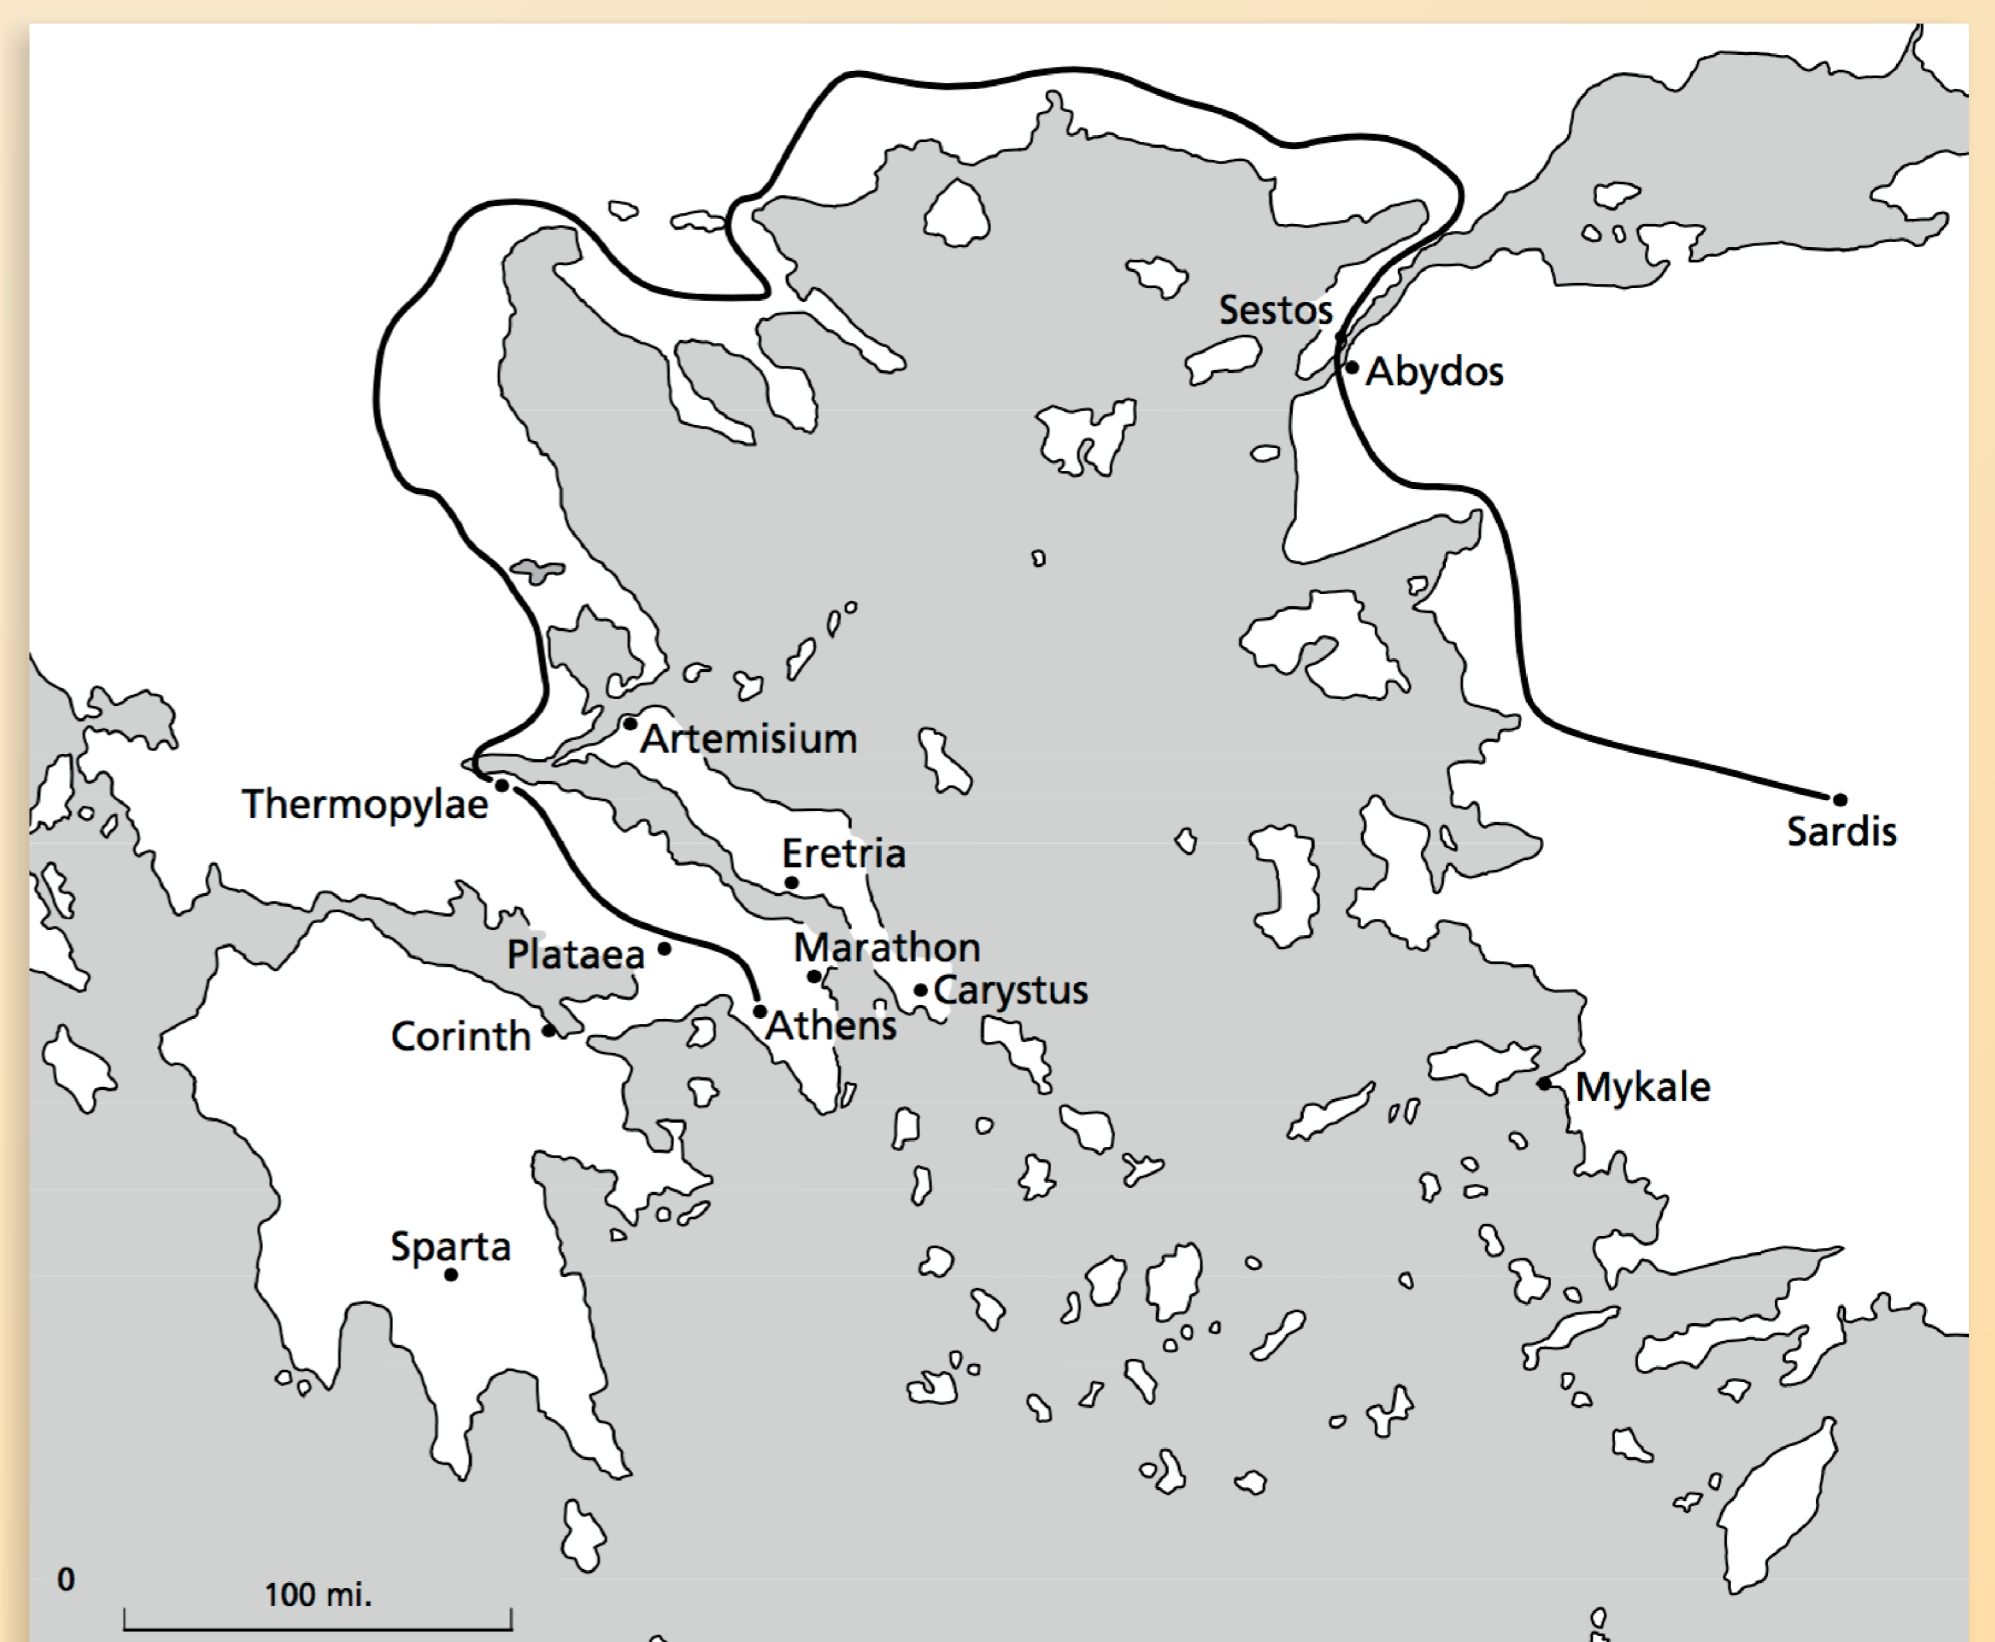 Sestos
Abydos
Artemisium
Thermopylae
Sardis
Eretria
Plataea
Marathon
Carystus
Corinth
Athens
Mykale
Sparta
0
100 mi.